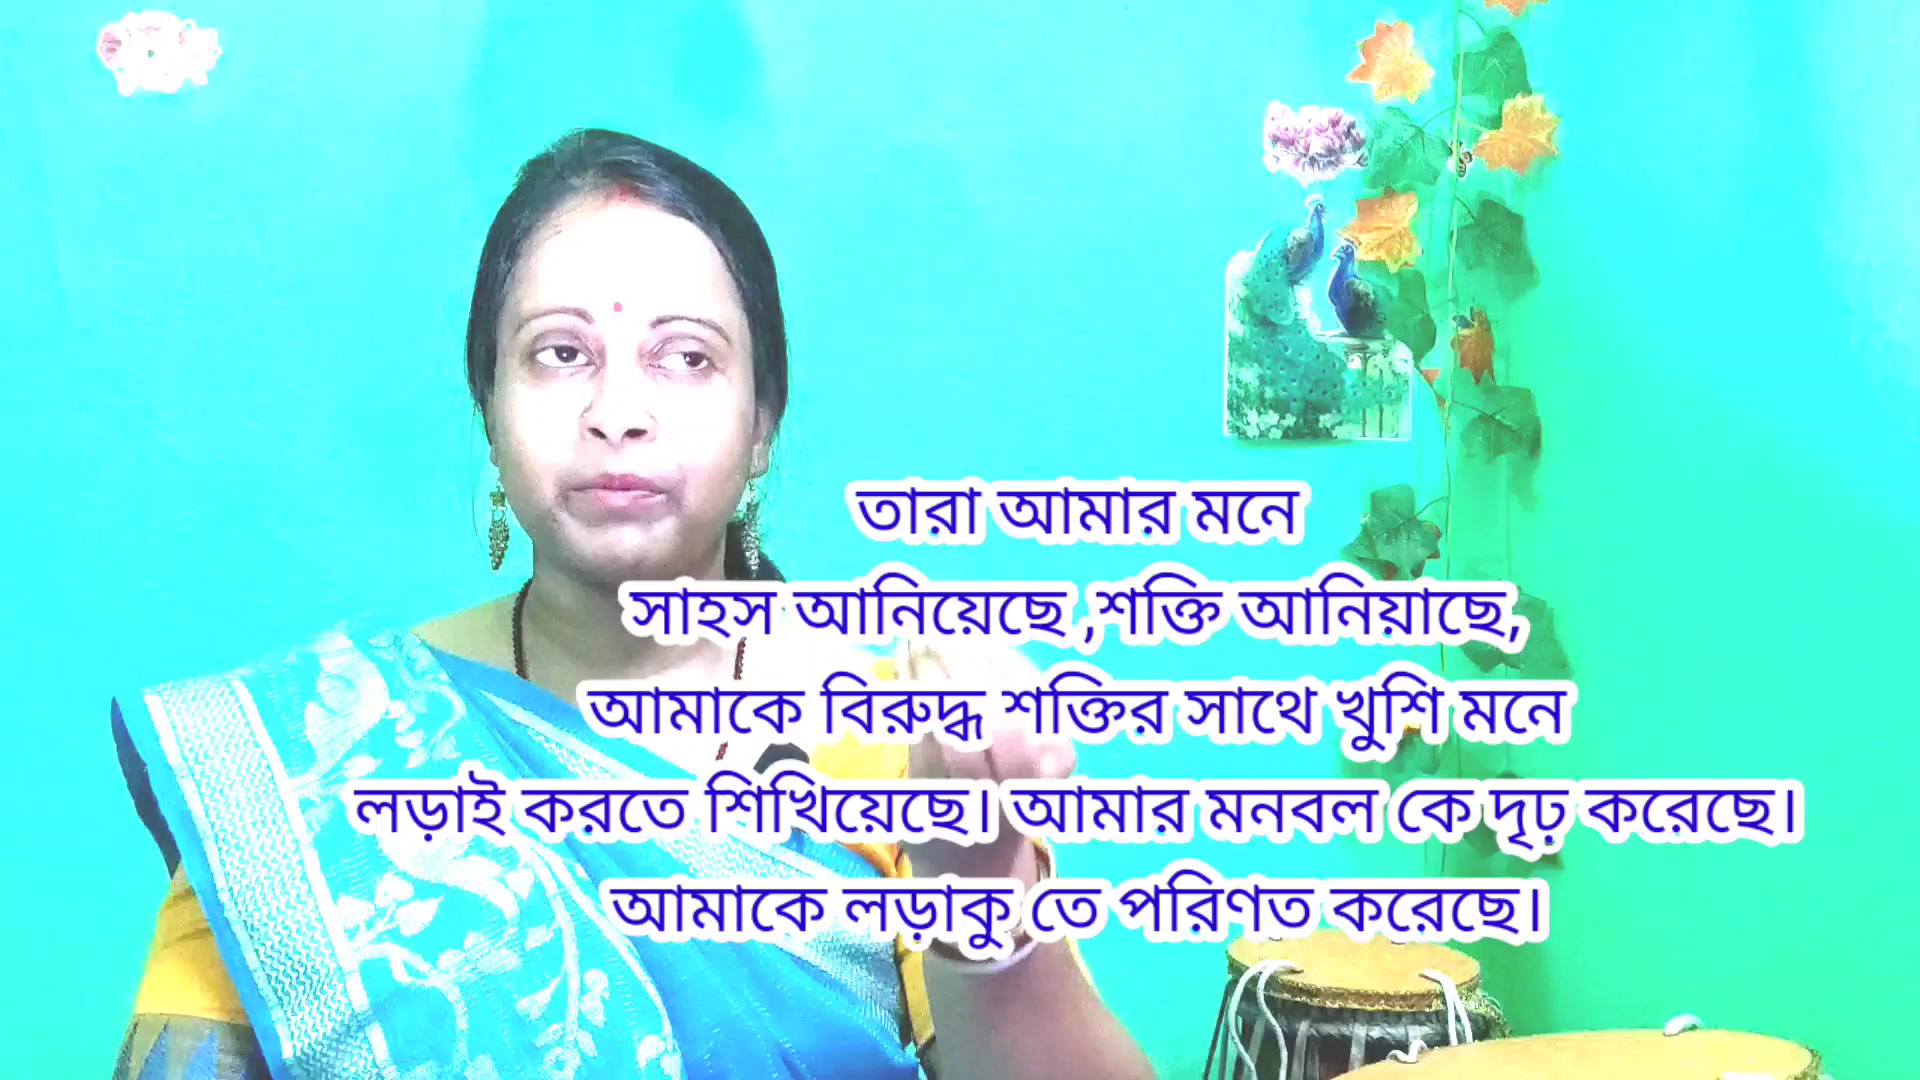 তারা আমার মনে
সাহস আনিয়েছে ,শক্তি আনিয়াছে,
আমাকে বিরুদ্ধ শক্তির সাথে খুশি মনে
লড়াই করতে শিখিয়েছে। আমার মনবল কে দৃঢ় করেছে।
আমাকে লড়াকু তে পরিণত করেছে।